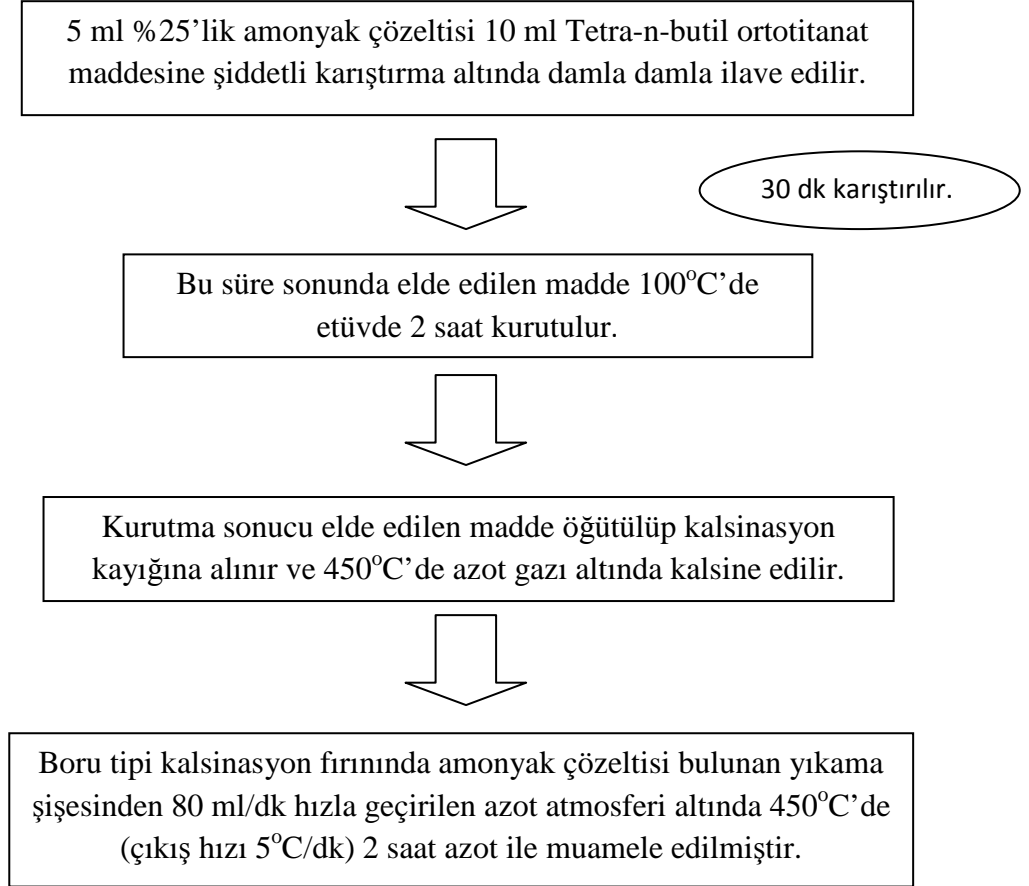 5 ml %25’lik amonyak çözeltisi 10 ml Tetra-n-butil ortotitanat
maddesine şiddetli karıştırma altında damla damla ilave edilir.
30 dk karıştırılır.
Bu süre sonunda elde edilen madde 100°C’de
etüvde 2 saat kurutulur.
Kurutma sonucu elde edilen madde öğütülüp kalsinasyon
kayığına alınır ve 450°C’de azot gazı altında kalsine edilir.
Boru tipi kalsinasyon fırınında amonyak çözeltisi bulunan yıkama
şişesinden 80 ml/dk hızla geçirilen azot atmosferi altında 450°C’de
(çıkış hızı 5°C/dk) 2 saat azot ile muamele edilmiştir.